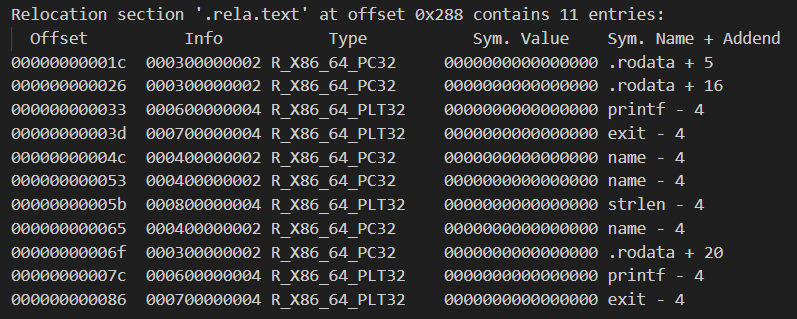 Relocation section '.rela.text' at offset 0x288 contains 11 entries:
Offset Info Type Sym. Value Sym. Name + Addend
00000000001c 000300000002 R_X86_64_PC32 0000000000000000 .rodata + 5
000000000026 000300000002 R_X86_64_PC32 0000000000000000 .rodata + 16
000000000033 000600000004 R_X86_64_PLT32 0000000000000000 printf - 4
00000000003d 000700000004 R_X86_64_PLT32 0000000000000000 exit - 4
00000000004c 000400000002 R_X86_64_PC32 0000000000000000 name - 4
000000000053 000400000002 R_X86_64_PC32 0000000000000000 name - 4
00000000005b 000800000004 R_X86_64_PLT32 0000000000000000 strlen - 4
000000000065 000400000002 R_X86_64_PC32 0000000000000000 name - 4
00000000006f 000300000002 R_X86_64_PC32 0000000000000000 .rodata + 20
00000000007c 000600000004 R_X86_64_PLT32 0000000000000000 printf - 4
000000000086 000700000004 R_X86_64_PLT32 0000000000000000 exit - 4